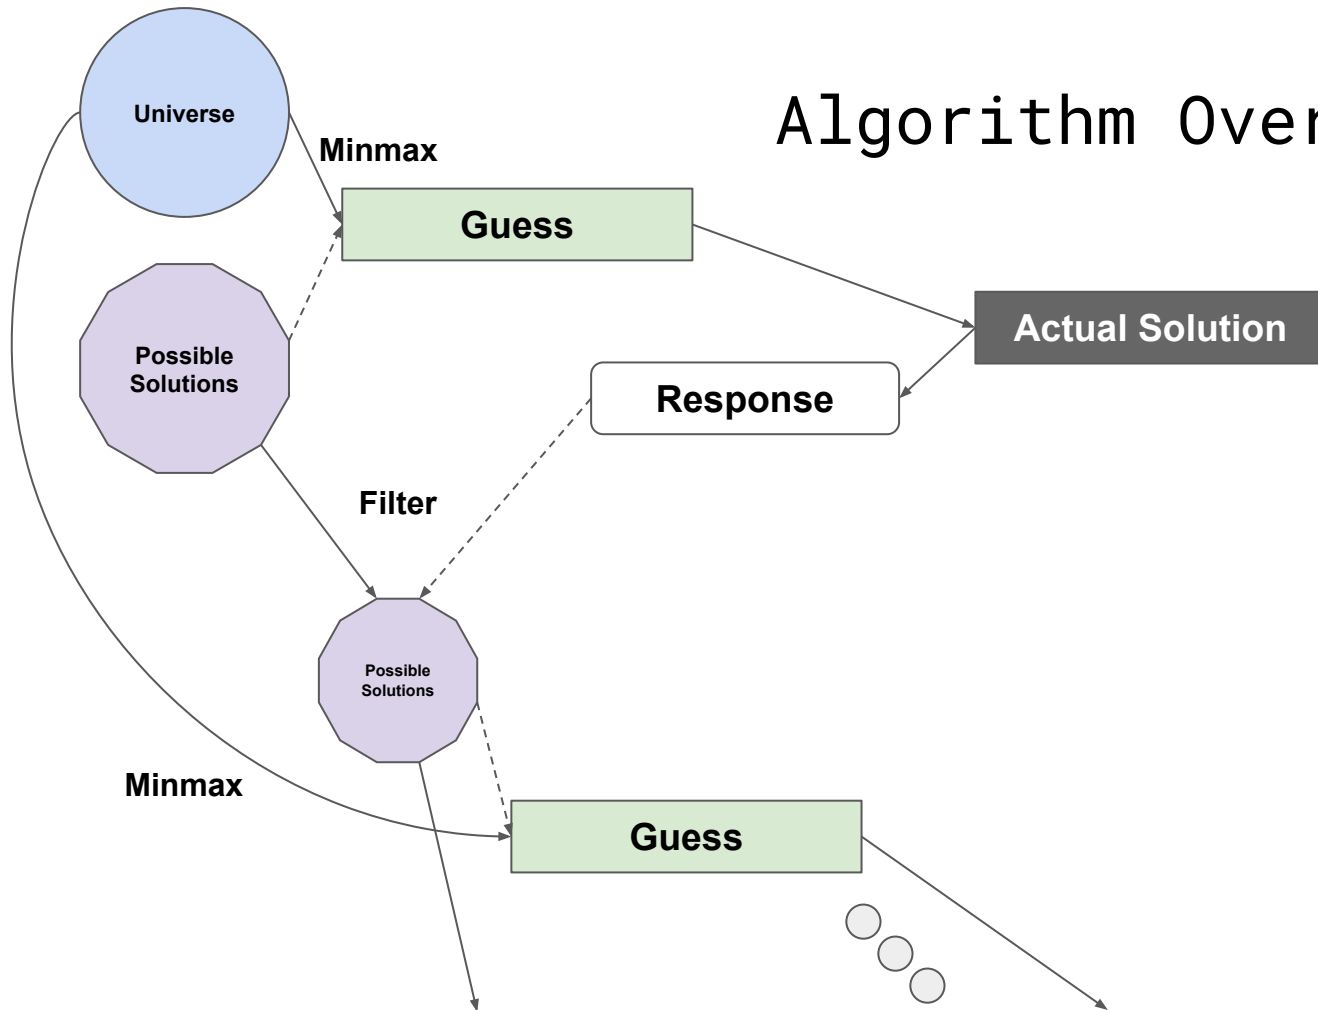 Universe
Algorithm Over
Minmax
Guess
Actual Solution
Possible
Solutions
Response
Filter
Possible
Solutions
Minmax
Guess